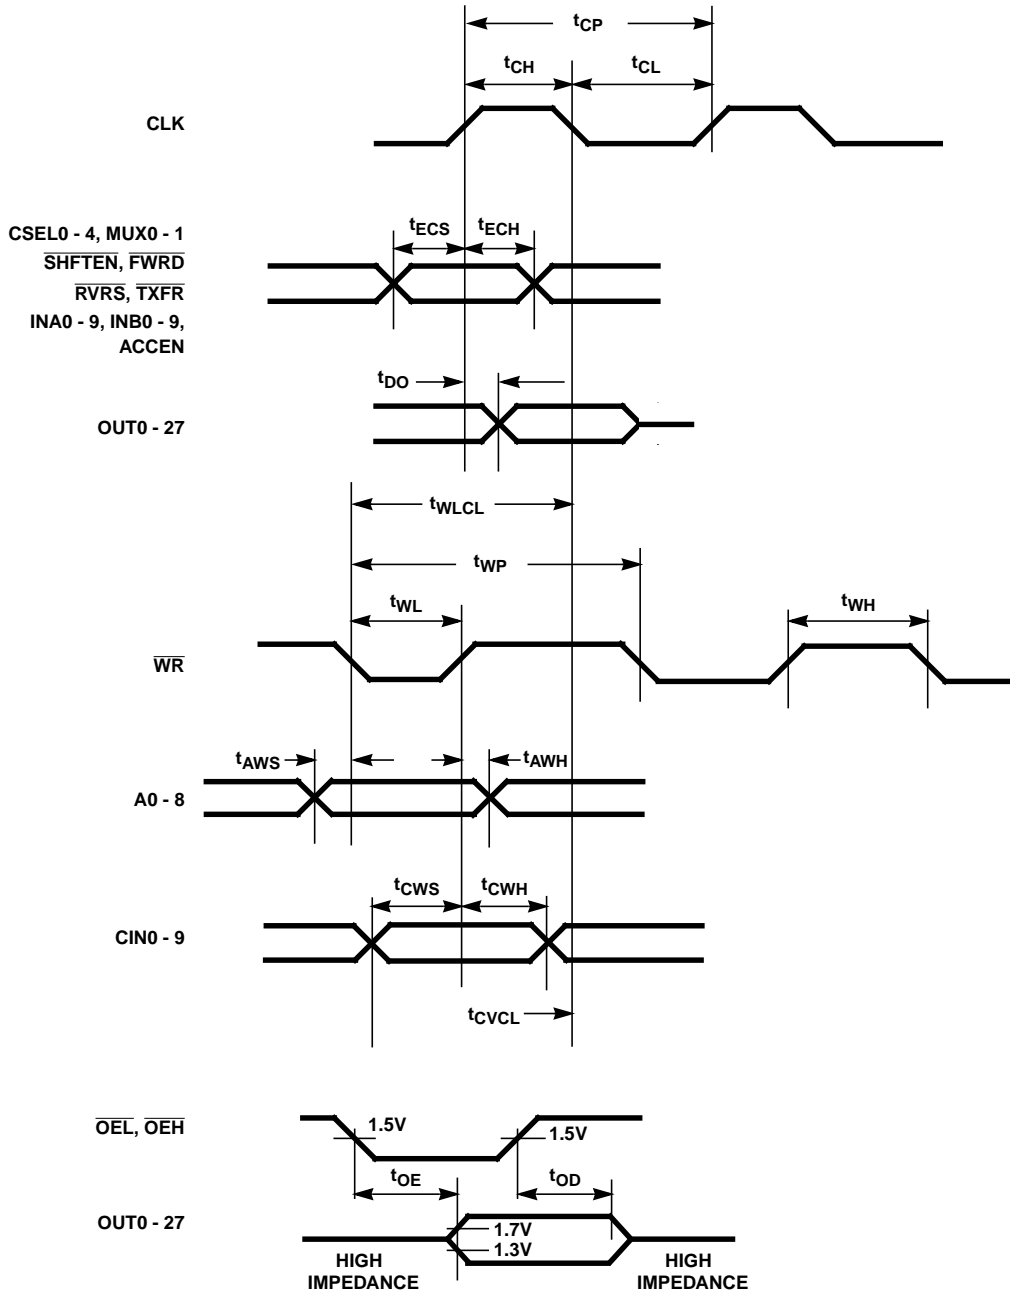 tCP
tCH
tCL
CLK
CSEL0 - 4, MUX0 - 1
SHFTEN, FWRD
RVRS, TXFR
INA0 - 9, INB0 - 9,
ACCEN
tECS
tECH
tDO
OUT0 - 27
tWLCL
tWP
tWL
tWH
WR
tAWS
tAWH
A0 - 8
tCWS
tCWH
CIN0 - 9
tCVCL
OEL, OEH
1.5V
1.5V
tOE
tOD
OUT0 - 27
1.7V
1.3V
HIGH
IMPEDANCE
HIGH
IMPEDANCE